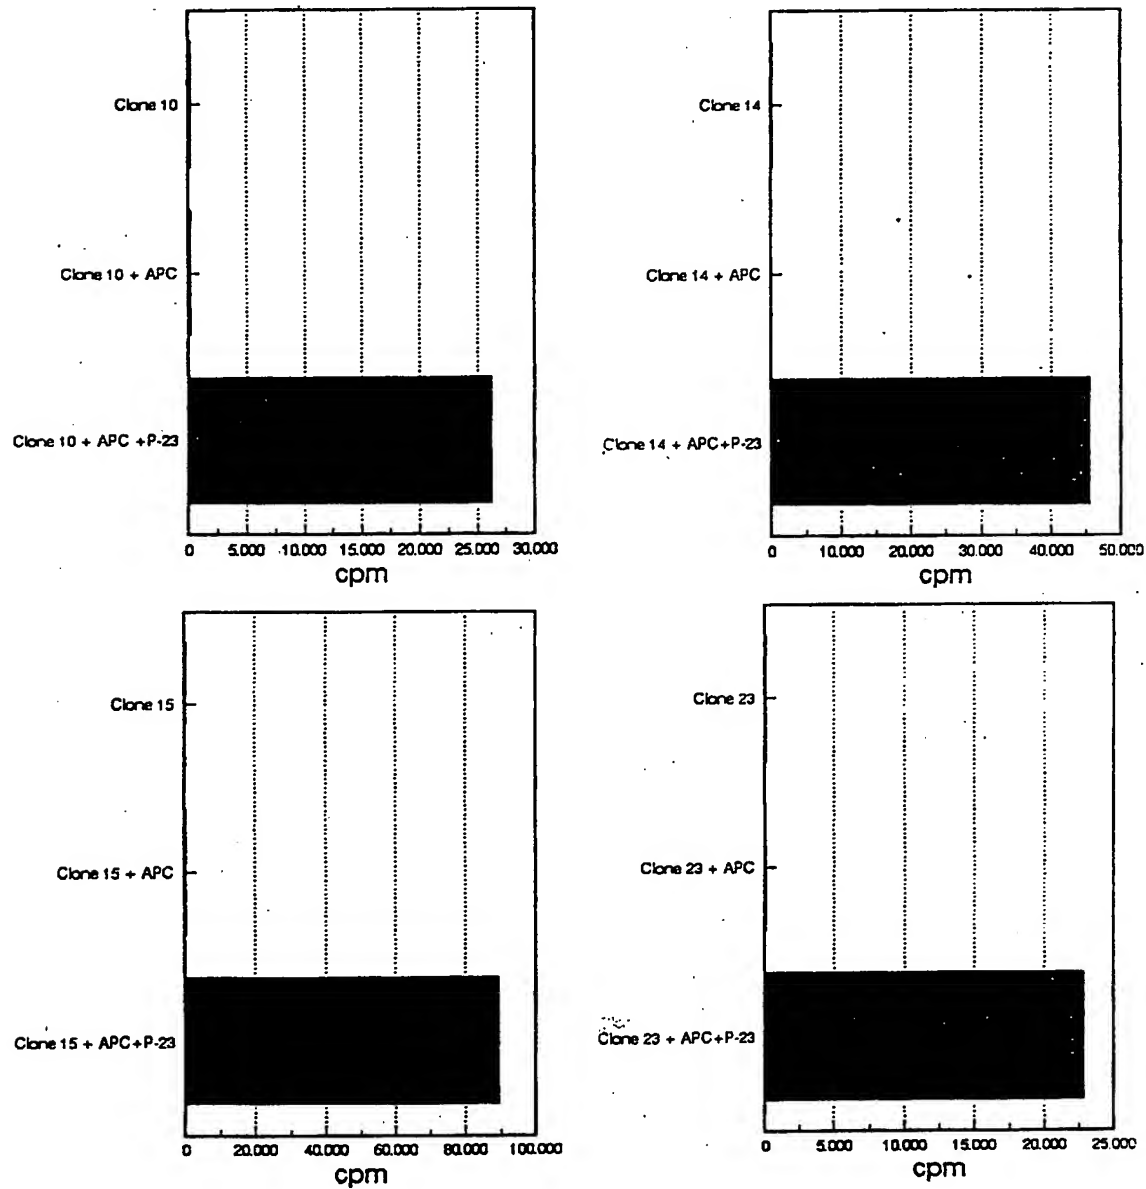 Clone 10
Clone 10 + APC
Clone 10 + APC +P-23
0 5.000 10.000 15.000 20.000 25.000 30.000
cpm
Clone 14
Clone 14 + APC
Clone 14 + APC+P-23
0 10.000 20.000 30.000 40.000 50.000
cpm
Clone 15
Clone 15 + APC
Clone 15 + APC+P-23
0 20.000 40.000 60.000 80.000 100.000
cpm
Clone 23
Clone 23 + APC
Clone 23 + APC+P-23
0 5.000 10.000 15.000 20.000 25.000
cpm